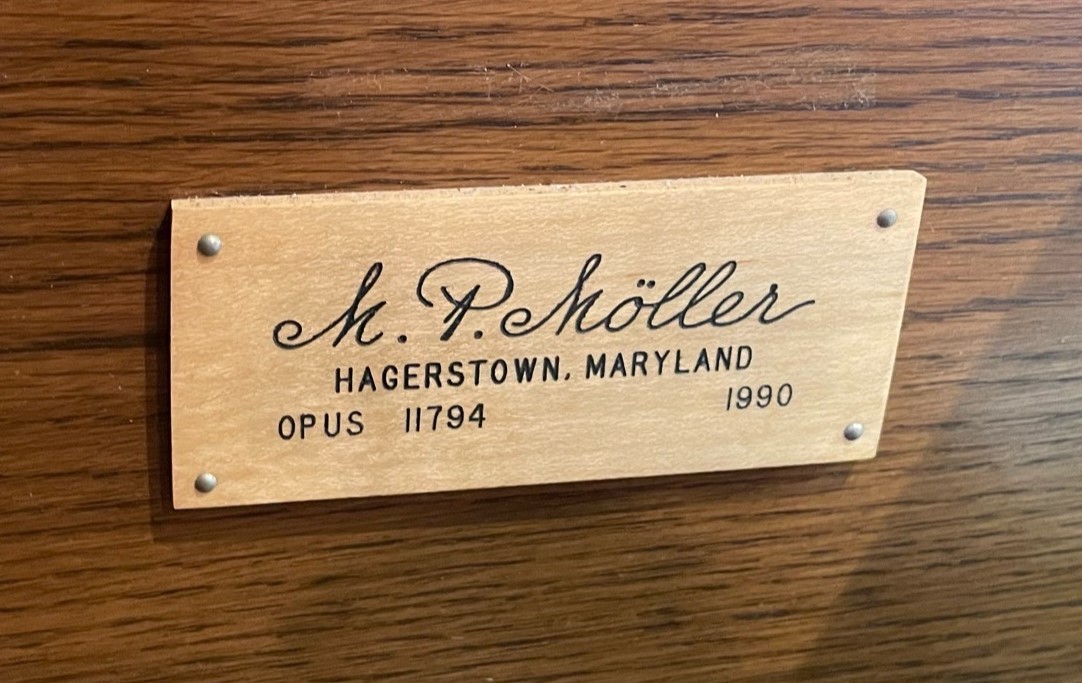 M. P. Möller
HAGERSTOWN, MARYLAND
OPUS 11794 1990